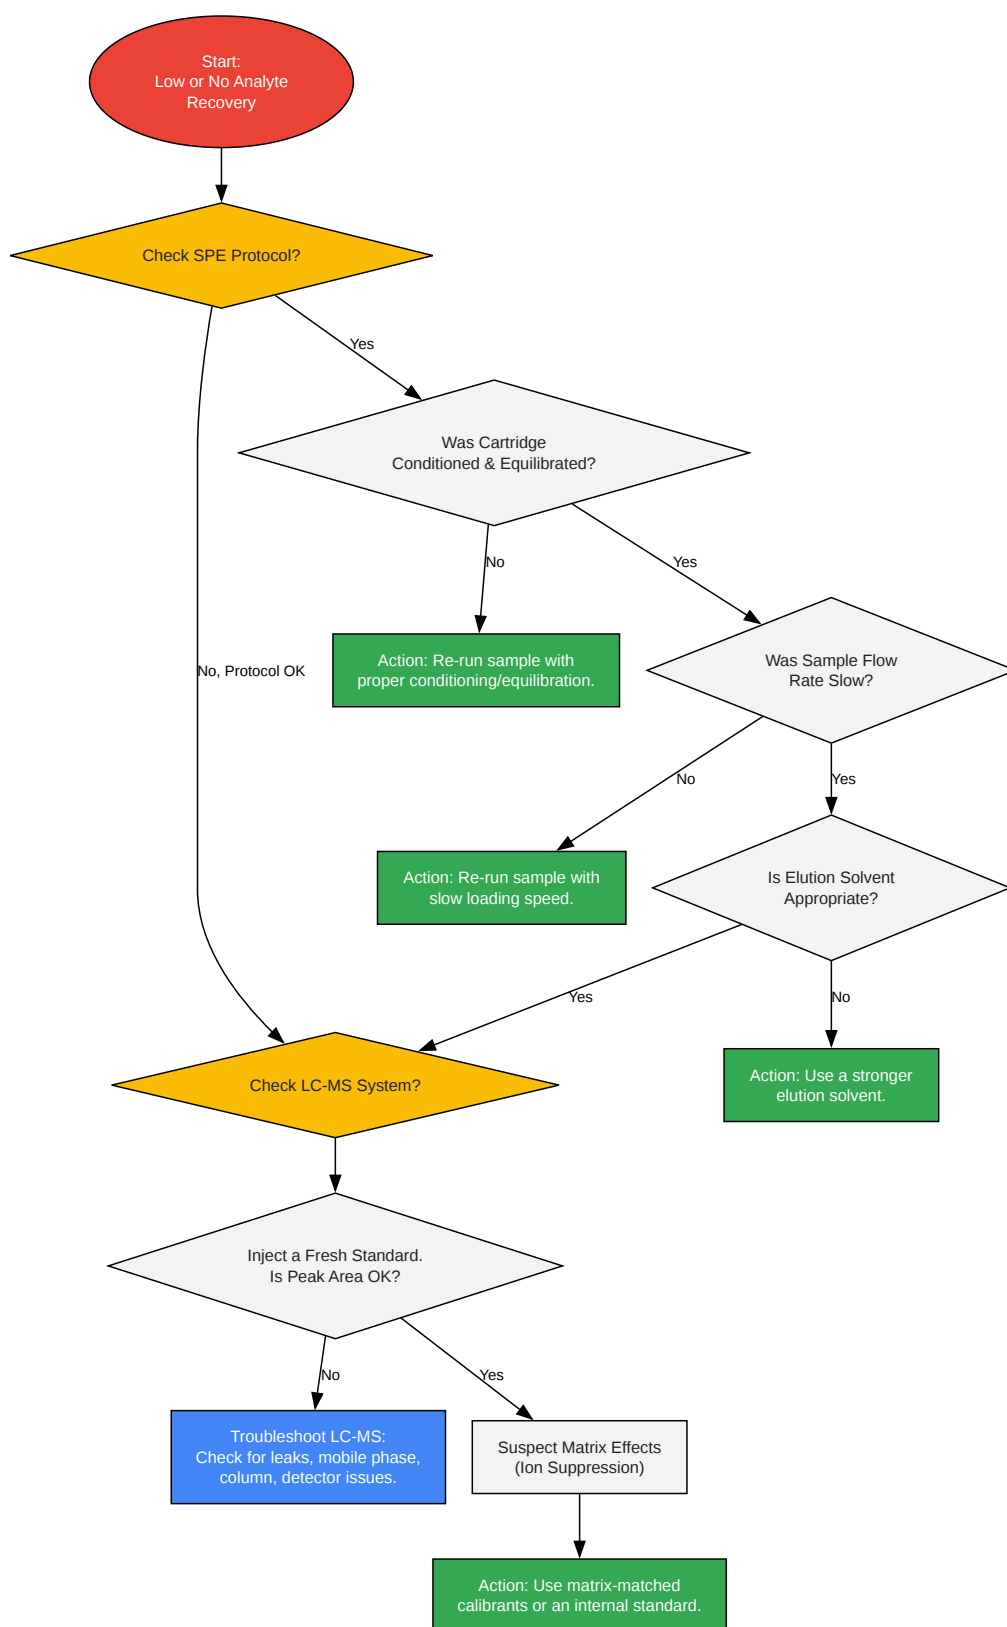 Start:
Low or No Analyte
Recovery
Check SPE Protocol?
Yes
Was Cartridge
Conditioned & Equilibrated?
No
Yes
Action: Re-run sample with
proper conditioning/equilibration.
Was Sample Flow
Rate Slow?
No, Protocol OK
No
Yes
Action: Re-run sample with
slow loading speed.
Is Elution Solvent
Appropriate?
Yes
No
Check LC-MS System?
Action: Use a stronger
elution solvent.
Inject a Fresh Standard.
Is Peak Area OK?
No
Yes
Troubleshoot LC-MS:
Check for leaks, mobile phase,
column, detector issues.
Suspect Matrix Effects
(Ion Suppression)
Action: Use matrix-matched
calibrants or an internal standard.